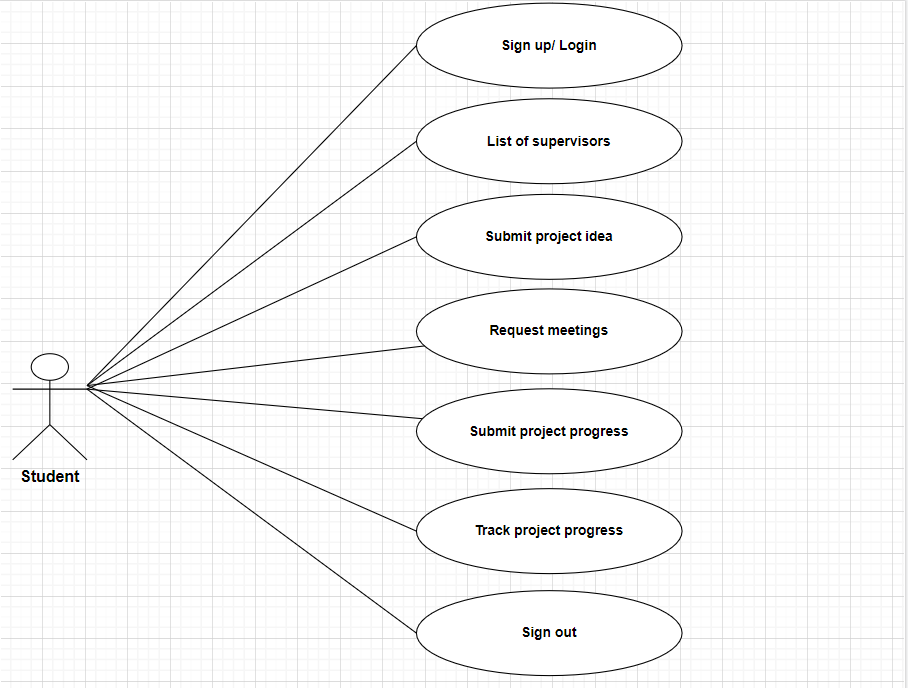 Sign up/ Login
List of supervisors
Submit project idea
Request meetings
Submit project progress
Student
Track project progress
Sign out